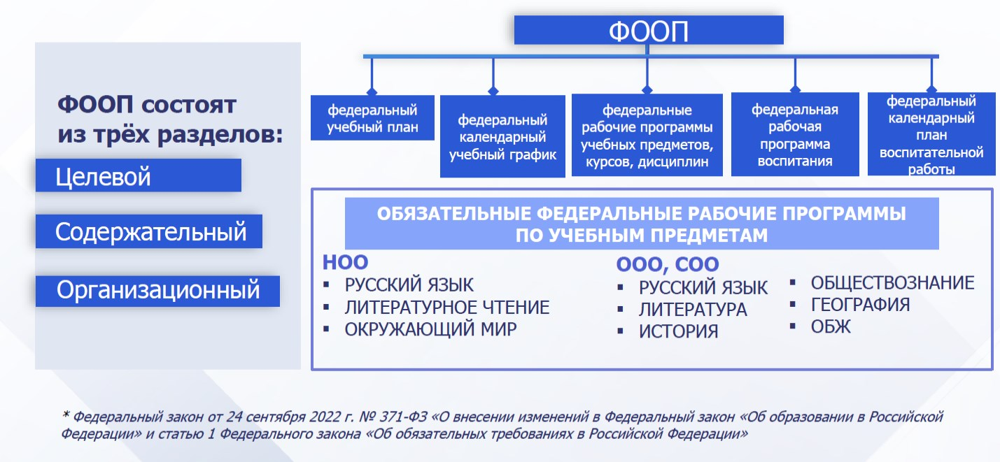 ФООП состоят
из трёх разделов:
Целевой
Содержательный
Организационный
ФООП
федеральный
учебный план
федеральный
календарный
учебный график
федеральные
рабочие программы
учебных предметов,
курсов, дисциплин
федеральная
рабочая
программа
воспитания
федеральный
календарный
план
воспитательной
работы
ОБЯЗАТЕЛЬНЫЕ ФЕДЕРАЛЬНЫЕ РАБОЧИЕ ПРОГРАММЫ
ПО УЧЕБНЫМ ПРЕДМЕТАМ
НОО
▪ РУССКИЙ ЯЗЫК
▪ ЛИТЕРАТУРНОЕ ЧТЕНИЕ
▪ ОКРУЖАЮЩИЙ МИР
ООО, СОО
▪ РУССКИЙ ЯЗЫК
▪ ЛИТЕРАТУРА
▪ ИСТОРИЯ
▪ ОБЩЕСТВОЗНАНИЕ
▪ ГЕОГРАФИЯ
▪ ОБЖ
* Федеральный закон от 24 сентября 2022 г. № 371-ФЗ «О внесении изменений в Федеральный закон «Об образовании в Российской
Федерации» и статью 1 Федерального закона «Об обязательных требованиях в Российской Федерации»